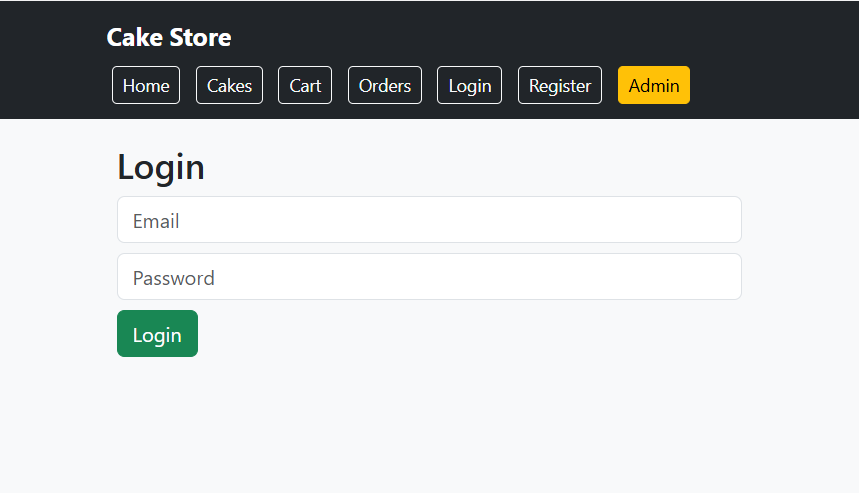 Cake Store
Home Cakes Cart Orders Login Register Admin
Login
Email
Password
Login